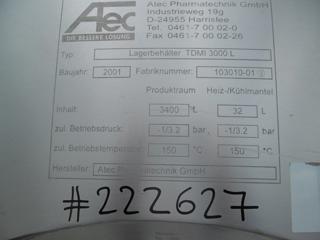 Atec
DIE BESSERE LÖSUNG
Atec Pharmatechnik GmbH
Industrieweg 19g
D-24955 Harrislee
Tel. 0461-7 00 02-0
Fax 0461-7 00 02-26
Typ: Lagerbehälter TDMI 3000 L
Baujahr: 2001 Fabriknummer: 103010-01
Produktraum Heiz-/Kühlmantel
Inhalt: 3400 L 32 L
zul. Betriebsdruck: -1/3.2 bar -1/3.2 bar
zul. Betriebstemperatur: 150 °C 150 °C
Hersteller: Atec Pharmatechnik GmbH
#222627